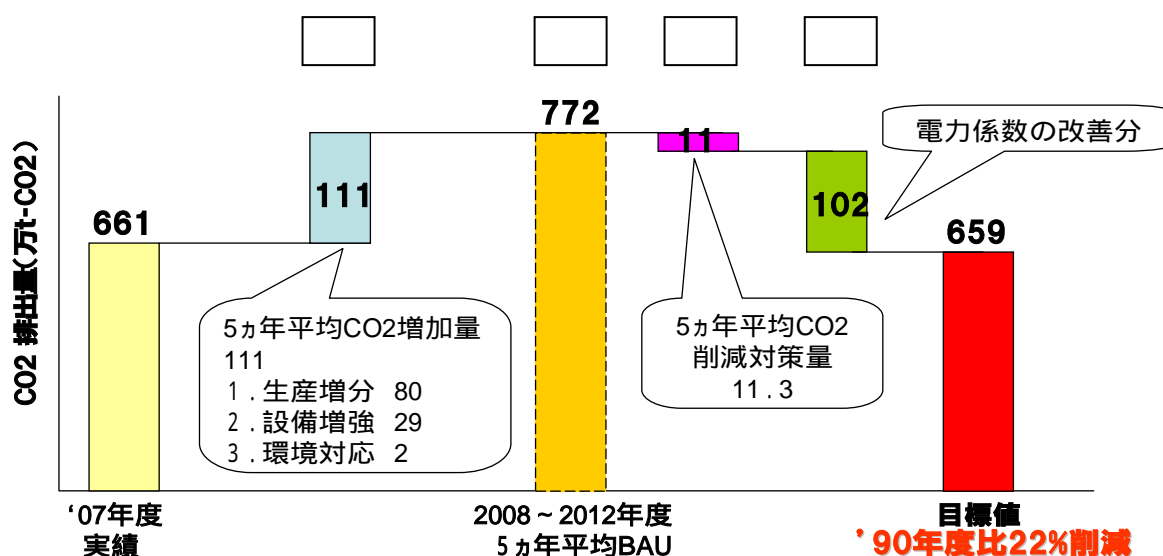 772
電力係数の改善分
11
111
102
661
659
CO2 排出量(万t-CO2)
5ヵ年平均CO2増加量
111
1．生産増分 80
2．設備増強 29
3．環境対応 2
5ヵ年平均CO2
削減対策量
11．3
‘07年度
実績
2008～2012年度
5ヵ年平均BAU
目標値
’90年度比22%削減